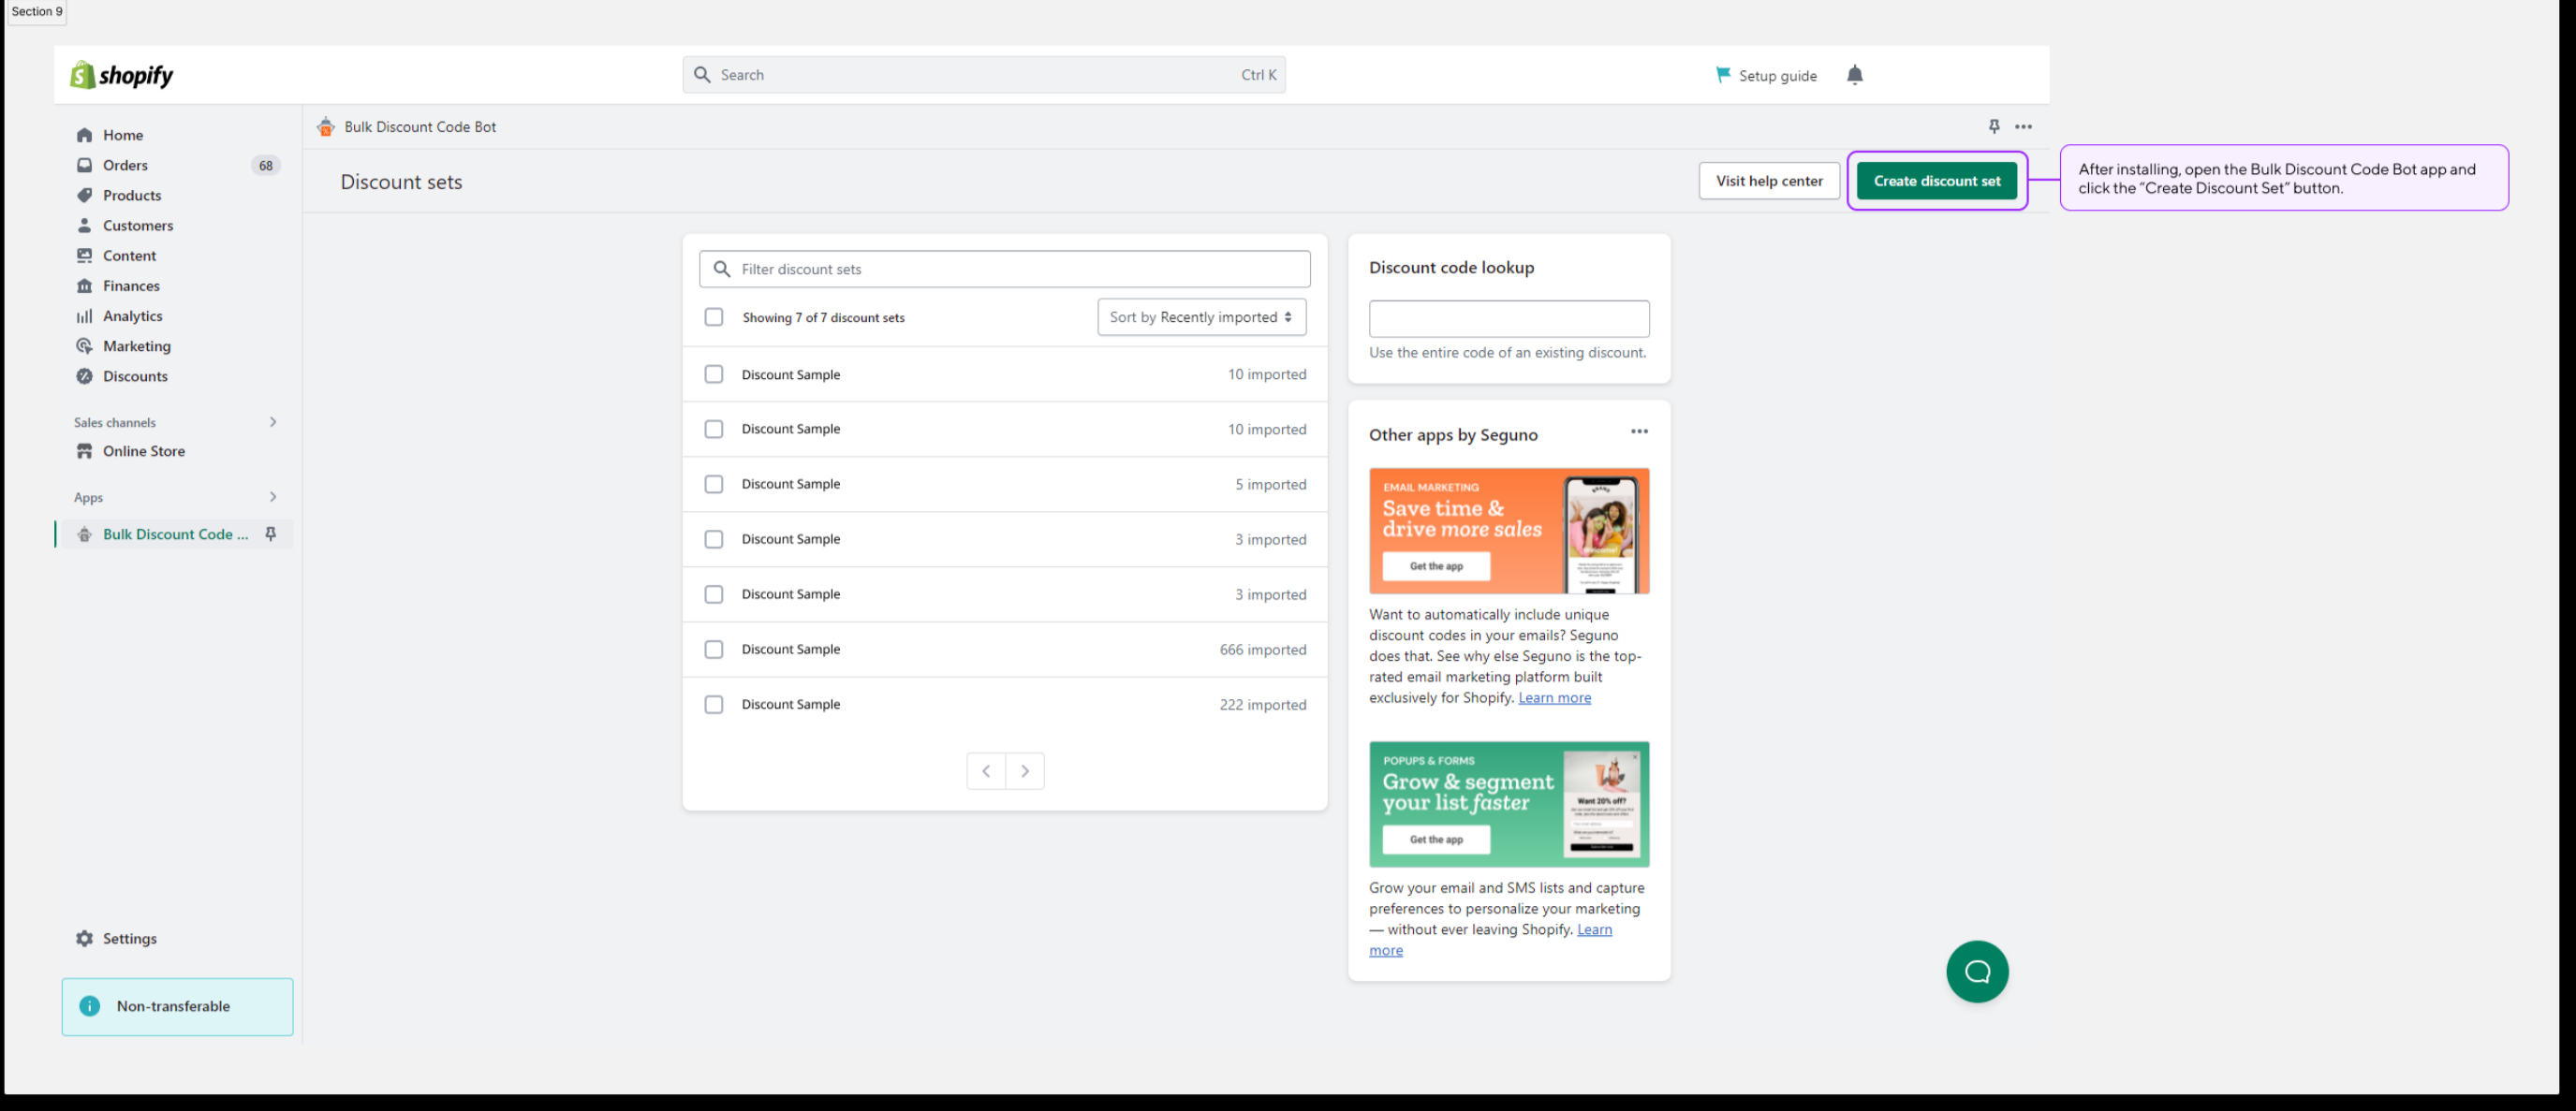 Section 9
shopify
Search
Ctrl K
Setup guide
Home
Orders
68
Products
Customers
Content
Finances
Analytics
Marketing
Discounts
Sales channels
Online Store
Apps
Bulk Discount Code ...
Settings
Non-transferable
Bulk Discount Code Bot
Discount sets
Visit help center
Create discount set
After installing, open the Bulk Discount Code Bot app and
click the “Create Discount Set” button.
Filter discount sets
Showing 7 of 7 discount sets
Sort by Recently imported
Discount Sample
10 imported
Discount Sample
10 imported
Discount Sample
5 imported
Discount Sample
3 imported
Discount Sample
3 imported
Discount Sample
666 imported
Discount Sample
222 imported
Discount code lookup
Use the entire code of an existing discount.
Other apps by Seguno
EMAIL MARKETING
Save time &
drive more sales
Get the app
Want to automatically include unique
discount codes in your emails? Seguno
does that. See why else Seguno is the top-
rated email marketing platform built
exclusively for Shopify. Learn more
POPUPS & FORMS
Grow & segment
your list faster
Get the app
Want 20% off?
Grow your email and SMS lists and capture
preferences to personalize your marketing
— without ever leaving Shopify. Learn
more